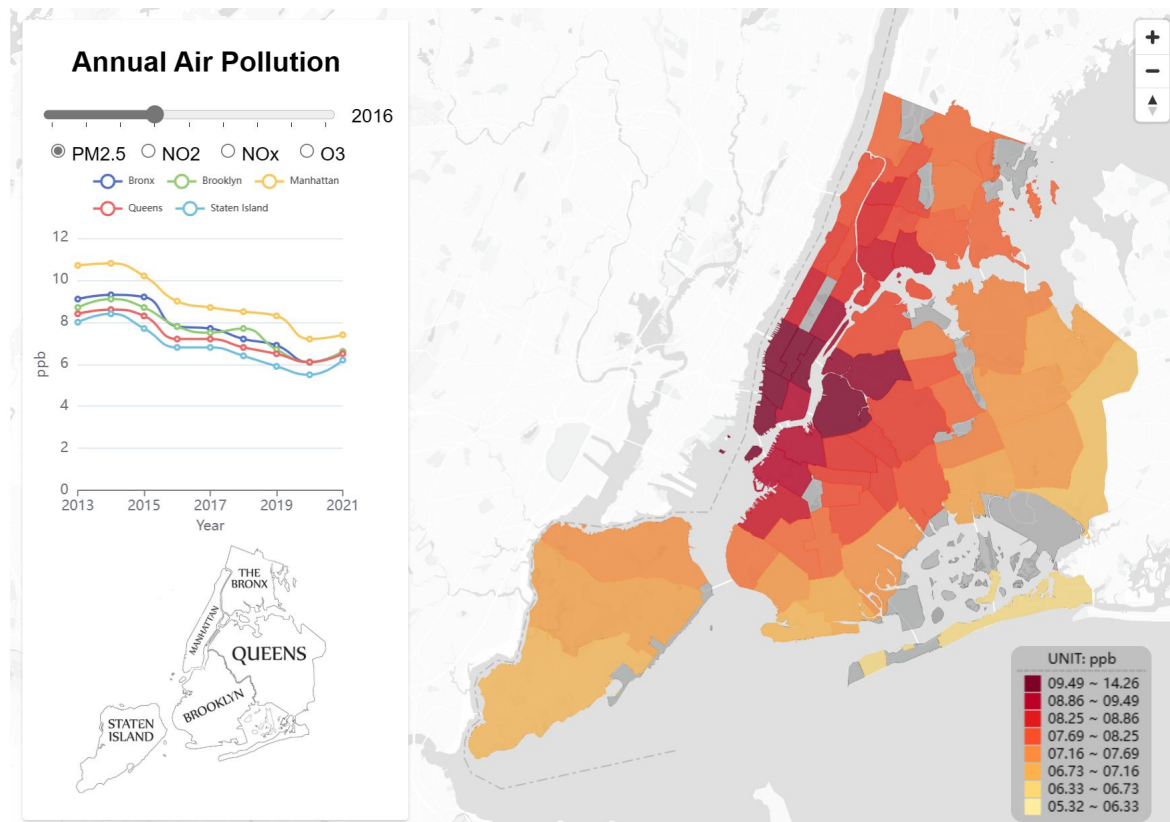 Annual Air Pollution
2016
PM2.5 NO2 NOx O3
Bronx Brooklyn Manhattan
Queens Staten Island
12
10
8
6
4
2
0
ppb
2013 2015 2017 2019 2021
Year
THE
BRONX
MANHATTAN
QUEENS
BROOKLYN
STATEN
ISLAND
UNIT: ppb
09.49 ~ 14.26
08.86 ~ 09.49
08.25 ~ 08.86
07.69 ~ 08.25
07.16 ~ 07.69
06.73 ~ 07.16
06.33 ~ 06.73
05.32 ~ 06.33